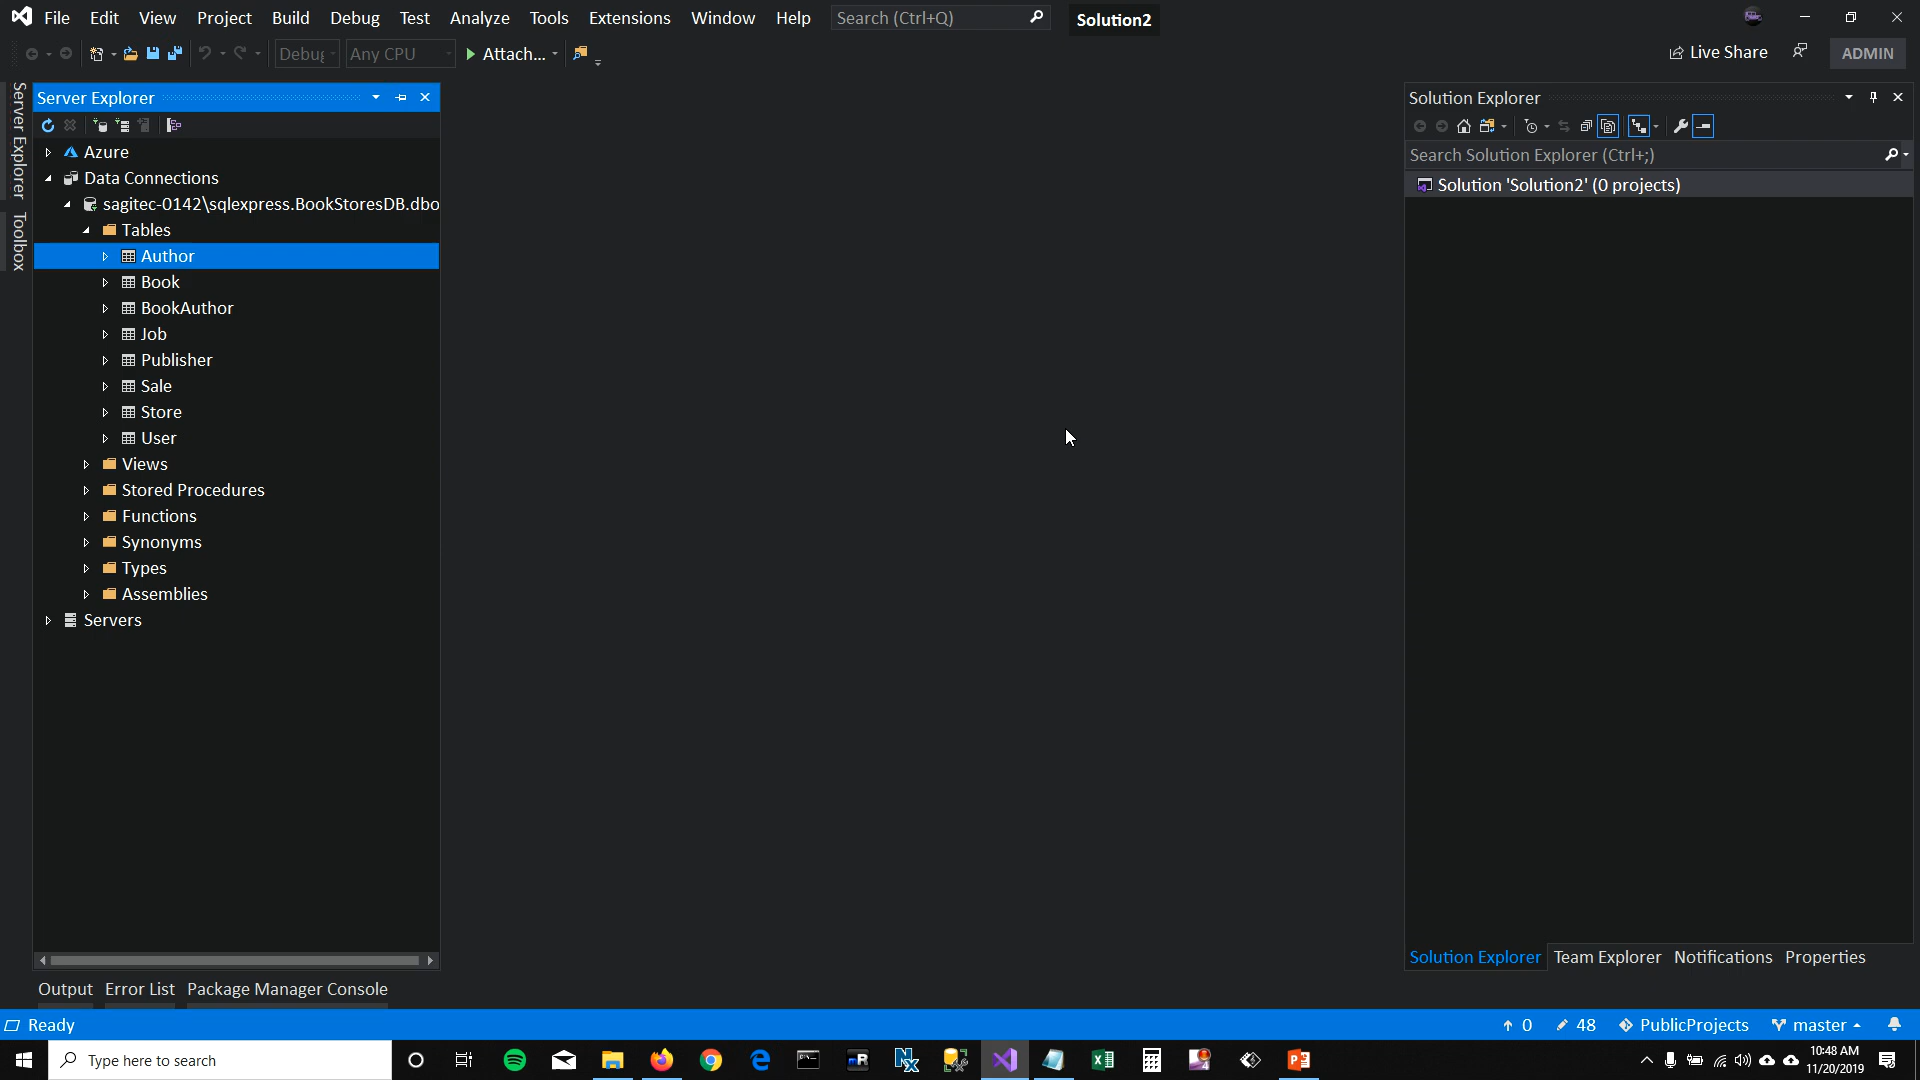 File Edit View Project Build Debug Test Analyze Tools Extensions Window Help Search (Ctrl+Q) Solution2
Debug Any CPU Attach... Live Share ADMIN
Server Explorer
Toolbox
Server Explorer
Azure
Data Connections
sagitec-0142\sqlexpress.BookStoresDB.dbo
Tables
Author
Book
BookAuthor
Job
Publisher
Sale
Store
User
Views
Stored Procedures
Functions
Synonyms
Types
Assemblies
Servers
Solution Explorer
Search Solution Explorer (Ctrl+;)
Solution 'Solution2' (0 projects)
Solution Explorer Team Explorer Notifications Properties
Output Error List Package Manager Console
Ready 0 48 PublicProjects master
Type here to search
10:48 AM
11/20/2019